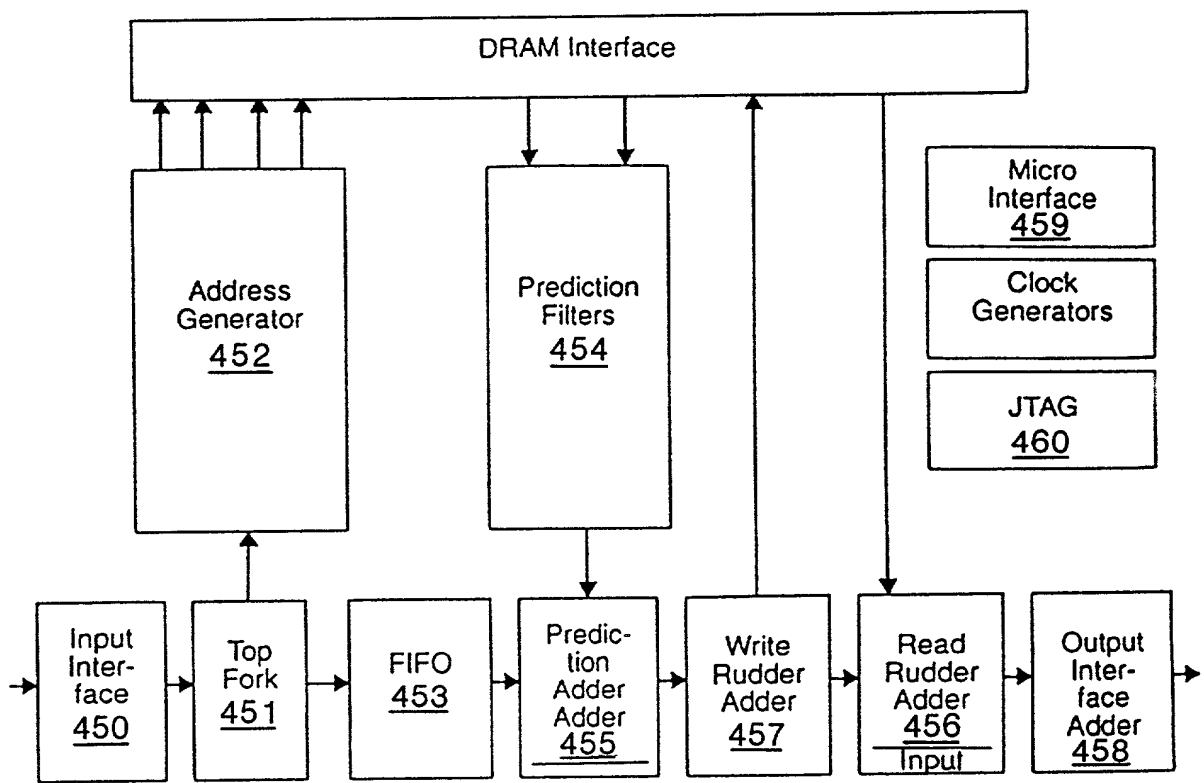 DRAM Interface
Micro
Interface
459
Clock
Generators
JTAG
460
Address
Generator
452
Prediction
Filters
454
Input
Inter-
face
450
Top
Fork
451
FIFO
453
Predic-
tion
Adder
Adder
455
Write
Rudder
Adder
457
Read
Rudder
Adder
456
Input
Output
Inter-
face
Adder
458